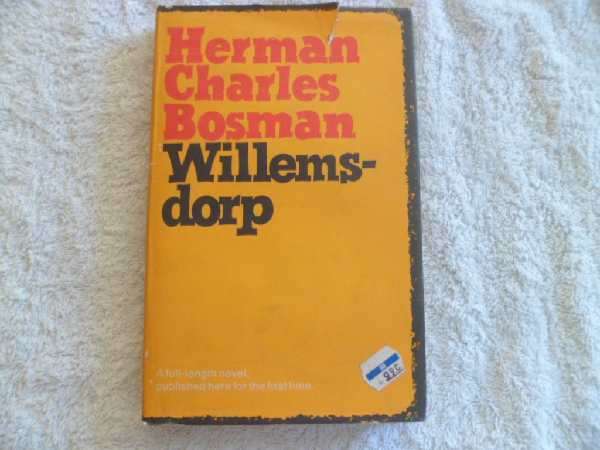 Herman
Charles
Bosman
Willems-
dorp
A full-length novel,
published here for the first time.